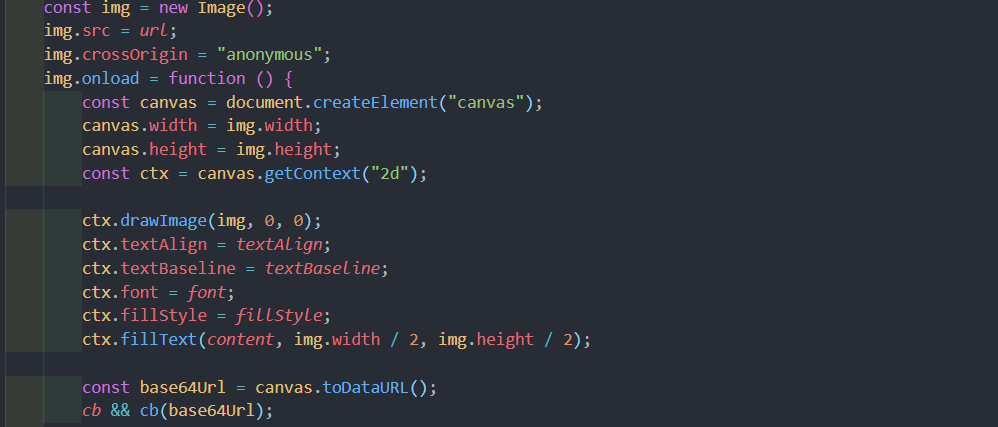 const img = new Image();
img.src = url;
img.crossOrigin = "anonymous";
img.onload = function () {
const canvas = document.createElement("canvas");
canvas.width = img.width;
canvas.height = img.height;
const ctx = canvas.getContext("2d");
ctx.drawImage(img, 0, 0);
ctx.textAlign = textAlign;
ctx.textBaseline = textBaseline;
ctx.font = font;
ctx.fillStyle = fillStyle;
ctx.fillText(content, img.width / 2, img.height / 2);
const base64Url = canvas.toDataURL();
cb && cb(base64Url);